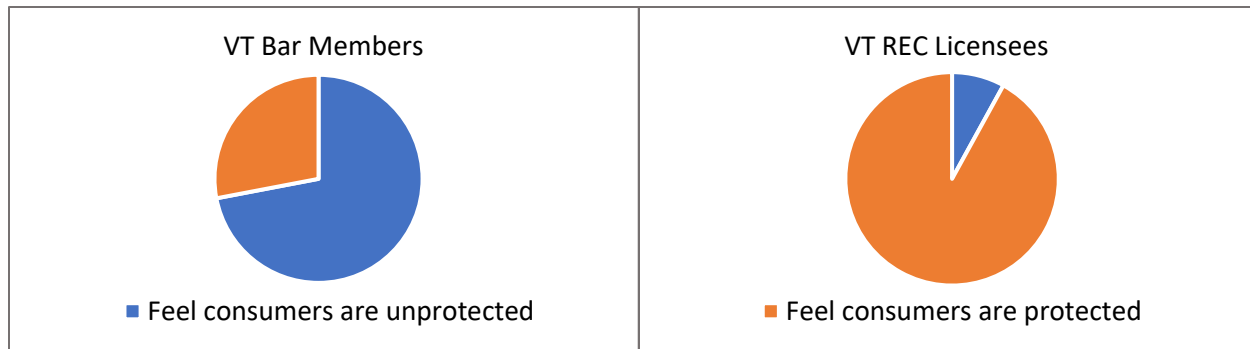 VT Bar Members
Feel consumers are unprotected
VT REC Licensees
Feel consumers are protected